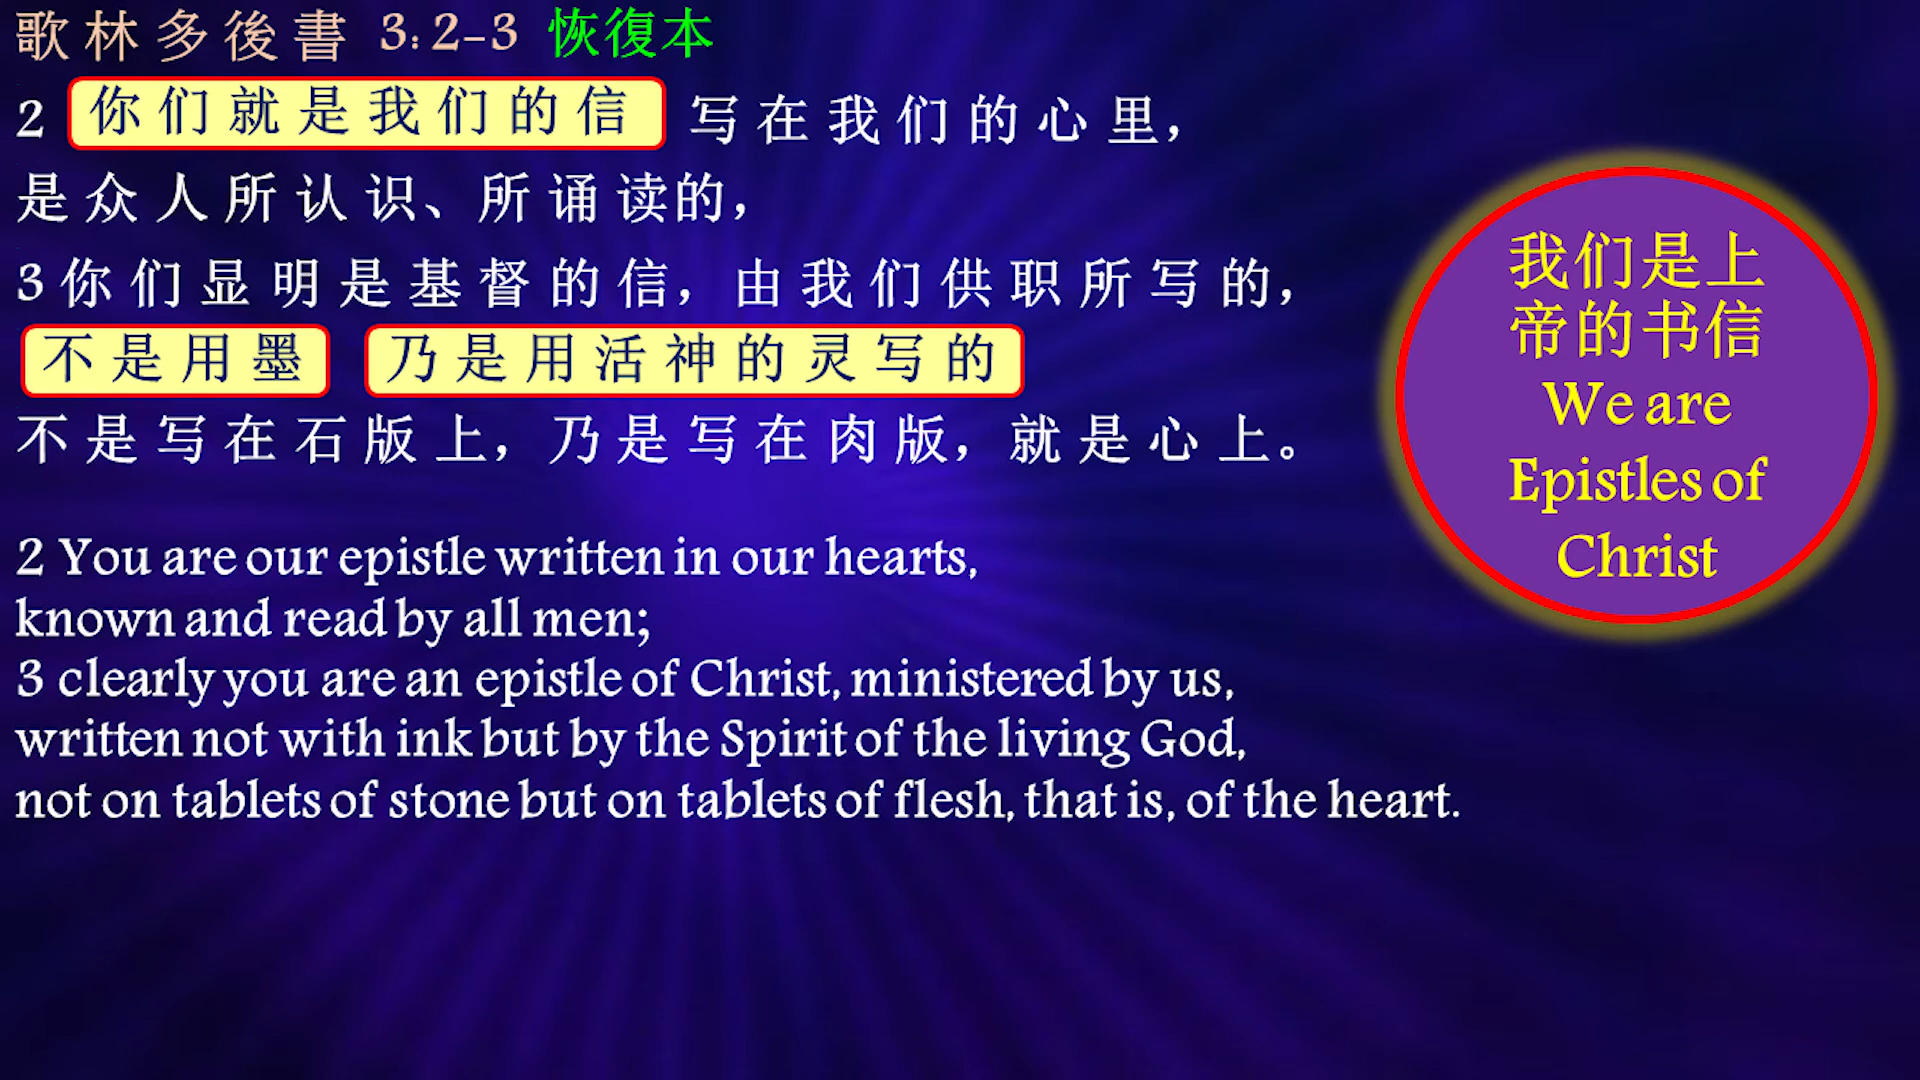 歌林多後書 3:2-3 恢復本
2 你们就是我们的信 写在我们的心里，
是众人所认识、所诵读的，
3 你们显明是基督的信，由我们供职所写的，
不是用墨 乃是用活神的灵写的
不是写在石版上，乃是写在肉版，就是心上。
2 You are our epistle written in our hearts,
known and read by all men;
3 clearly you are an epistle of Christ, ministered by us,
written not with ink but by the Spirit of the living God,
not on tablets of stone but on tablets of flesh, that is, of the heart.
我们是上
帝的书信
We are
Epistles of
Christ